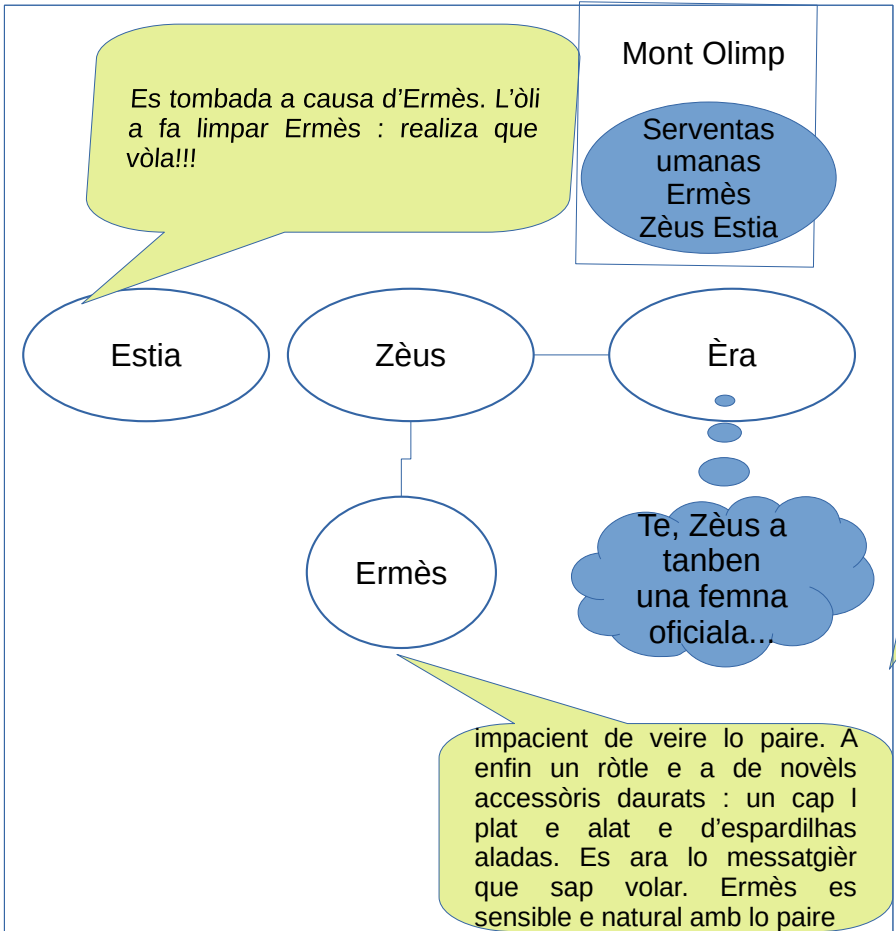 Es tombada a causa d’Ermès. L’òli
a fa limpar Ermès : realiza que
vòla!!!
Mont Olimp
Serventas
umanas
Ermès
Zèus Estia
Estia
Zèus
Èra
Ermès
Te, Zèus a
tanben
una femna
oficiala...
impacient de veire lo paire. A
enfin un ròtle e a de novèls
accessòris daurats : un cap l
plat e alat e d’espardilhas
aladas. Es ara lo messatgièr
que sap volar. Ermès es
sensible e natural amb lo paire